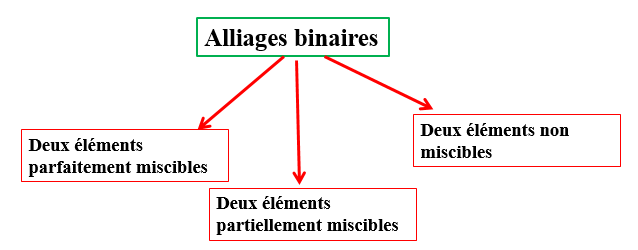 Alliages binaires
Deux éléments
parfaitement miscibles
Deux éléments
partiellement miscibles
Deux éléments non
miscibles